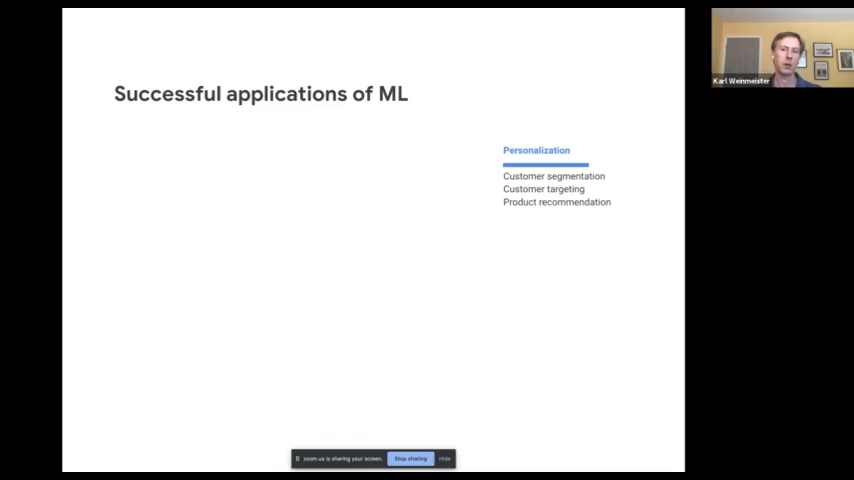 Successful applications of ML
Personalization
Customer segmentation
Customer targeting
Product recommendation
Karl Weinmeister
zoom.us is sharing your screen.
Stop sharing
Hide